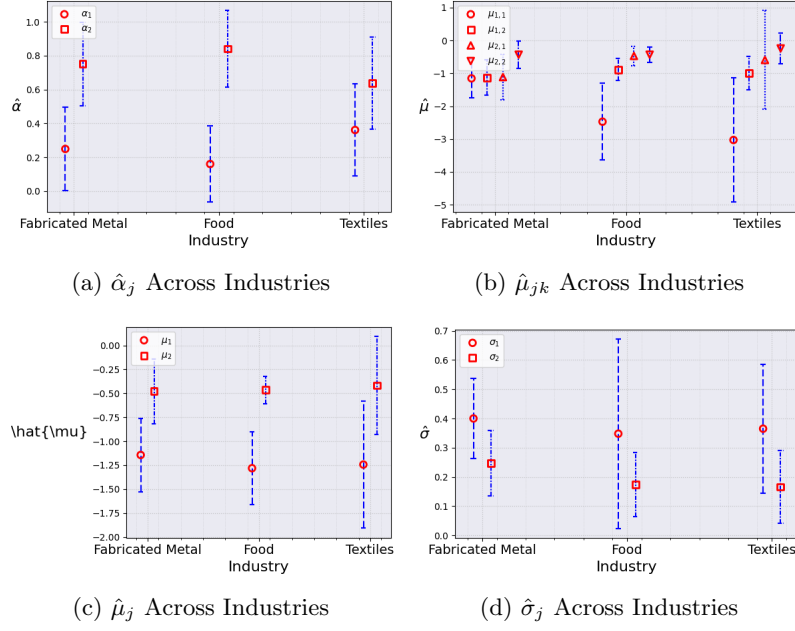 α₁
α₂
1.0
0.8
0.6
0.4
0.2
0.0
α̂
Fabricated Metal Food Textiles
Industry
(a) α̂ⱼ Across Industries
μ₁,₁
μ₁,₂
μ₂,₁
μ₂,₂
1
0
−1
−2
−3
−4
−5
μ̂
Fabricated Metal Food Textiles
Industry
(b) μ̂ⱼₖ Across Industries
μ₁
μ₂
0.00
−0.25
−0.50
−0.75
−1.00
−1.25
−1.50
−1.75
−2.00
\hat{\mu}
Fabricated Metal Food Textiles
Industry
(c) μ̂ⱼ Across Industries
σ₁
σ₂
0.7
0.6
0.5
0.4
0.3
0.2
0.1
0.0
σ̂
Fabricated Metal Food Textiles
Industry
(d) σ̂ⱼ Across Industries